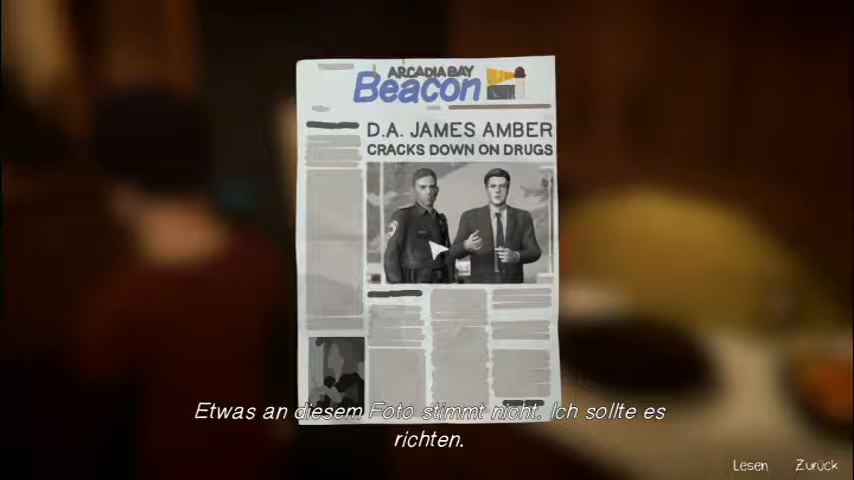 ARCADIA BAY
Beacon
D.A. JAMES AMBER
CRACKS DOWN ON DRUGS
Etwas an diesem Foto stimmt nicht. Ich sollte es
richten.
Lesen Zurück